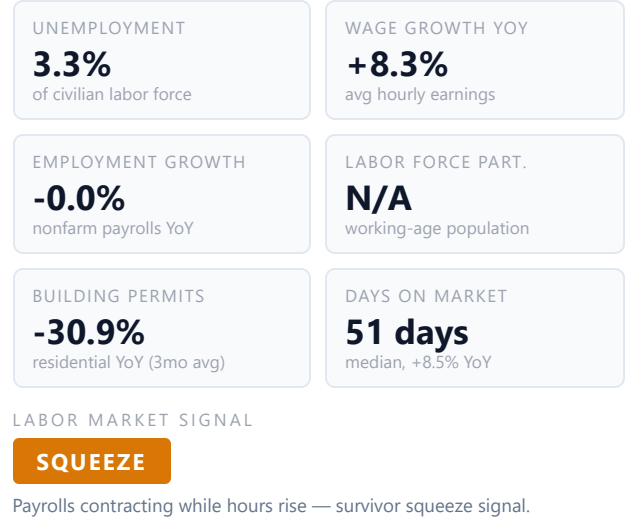 UNEMPLOYMENT
3.3%
of civilian labor force
WAGE GROWTH YOY
+8.3%
avg hourly earnings
EMPLOYMENT GROWTH
-0.0%
nonfarm payrolls YoY
LABOR FORCE PART.
N/A
working-age population
BUILDING PERMITS
-30.9%
residential YoY (3mo avg)
DAYS ON MARKET
51 days
median, +8.5% YoY
LABOR MARKET SIGNAL
SQUEEZE
Payrolls contracting while hours rise — survivor squeeze signal.